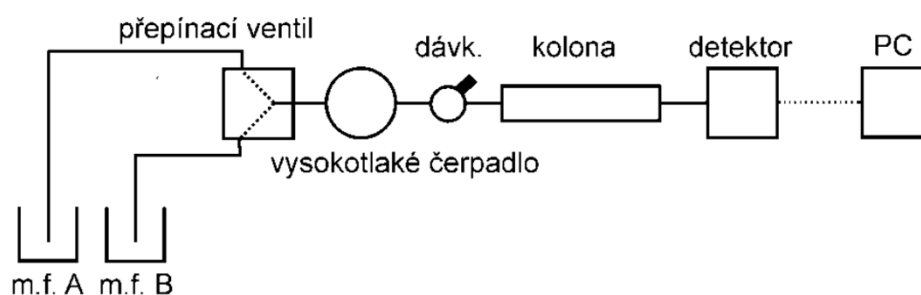 přepínací ventil
dávk.
kolona
detektor
PC
vysokotlaké čerpadlo
m.f. A
m.f. B